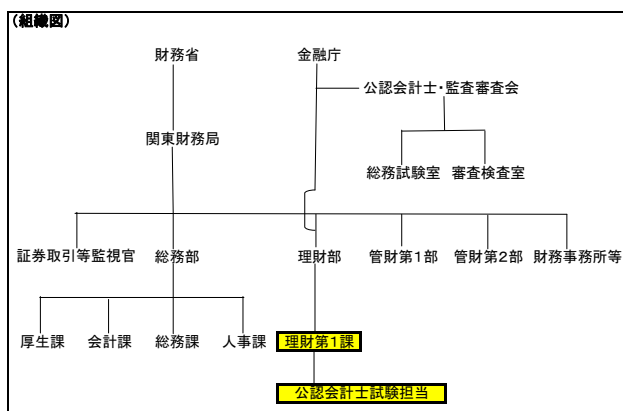 (組織図)
財務省 金融庁
公認会計士・監査審査会
関東財務局
総務試験室 審査検査室
証券取引等監視官 総務部 理財部 管財第1部 管財第2部 財務事務所等
厚生課 会計課 総務課 人事課 理財第1課
公認会計士試験担当